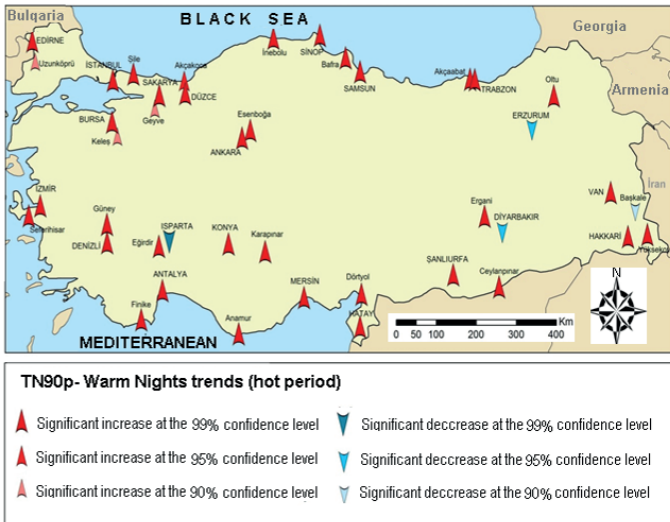 BLACK SEA
Bulqaria
Georgia
EDİRNE
Uzunköprü
İnebolu
SİNOP
Şile
Akçakoca
Bafra
İSTANBUL
SAKARYA
SAMSUN
Akçaabat
TRABZON
Oltu
Armenia
DÜZCE
Geyve
BURSA
Keleş
Esenboğa
ANKARA
ERZURUM
İran
İZMİR
Seferihisar
Güney
DENİZLİ
ISPARTA
Eğirdir
KONYA
Karapınar
Ergani
DİYARBAKIR
VAN
Başkale
HAKKARİ
Yüksekova
ANTALYA
Finike
MERSİN
Dörtyol
ŞANLIURFA
Ceylanpınar
N
Anamur
HATAY
Km
0 50 100 200 300 400
MEDITERRANEAN
TN90p- Warm Nights trends (hot period)
Significant increase at the 99% confidence level
Significant deccrease at the 99% confidence level
Significant increase at the 95% confidence level
Significant deccrease at the 95% confidence level
Significant increase at the 90% confidence level
Significant dedcrease at the 90% confidence level